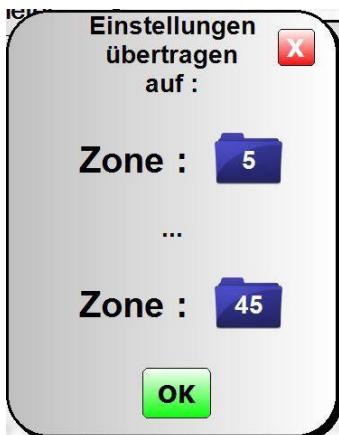 Einstellungen
übertragen
auf :
X
Zone : 5
...
Zone : 45
OK